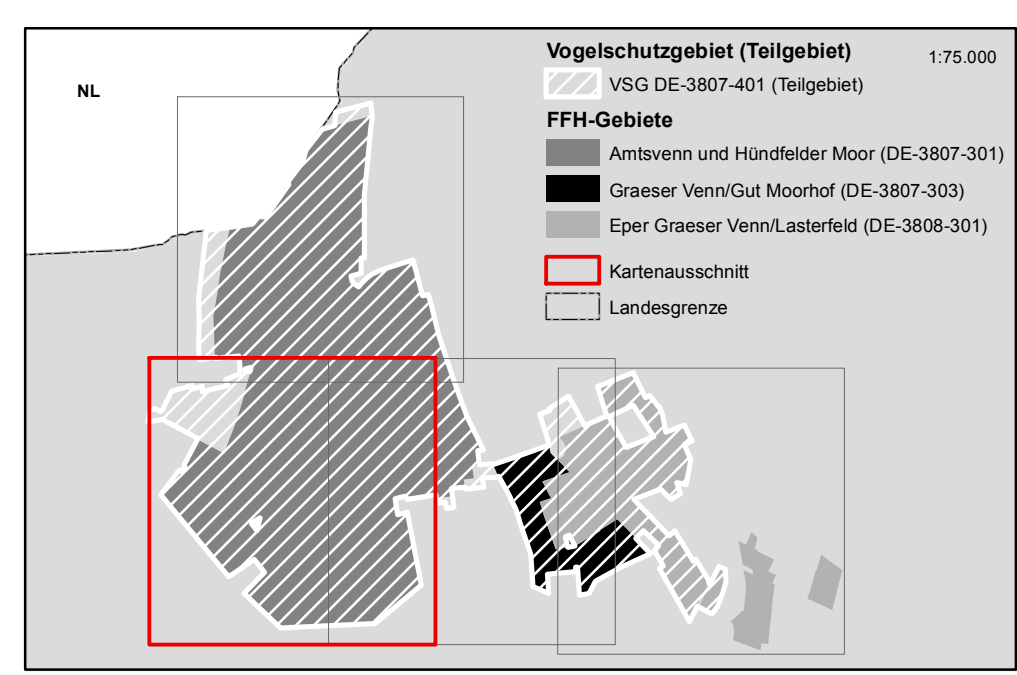 Vogelschutzgebiet (Teilgebiet)
1:75.000
NL
VSG DE-3807-401 (Teilgebiet)
FFH-Gebiete
Amtsvenn und Hündfelder Moor (DE-3807-301)
Graeser Venn/Gut Moorhof (DE-3807-303)
Eper Graeser Venn/Lasterfeld (DE-3808-301)
Kartenausschnitt
Landesgrenze